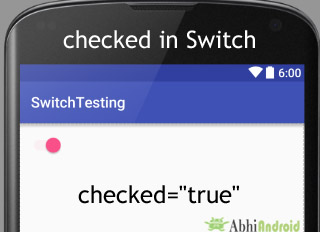 checked in Switch
6:00
SwitchTesting
checked="true"
AbhiAndroid